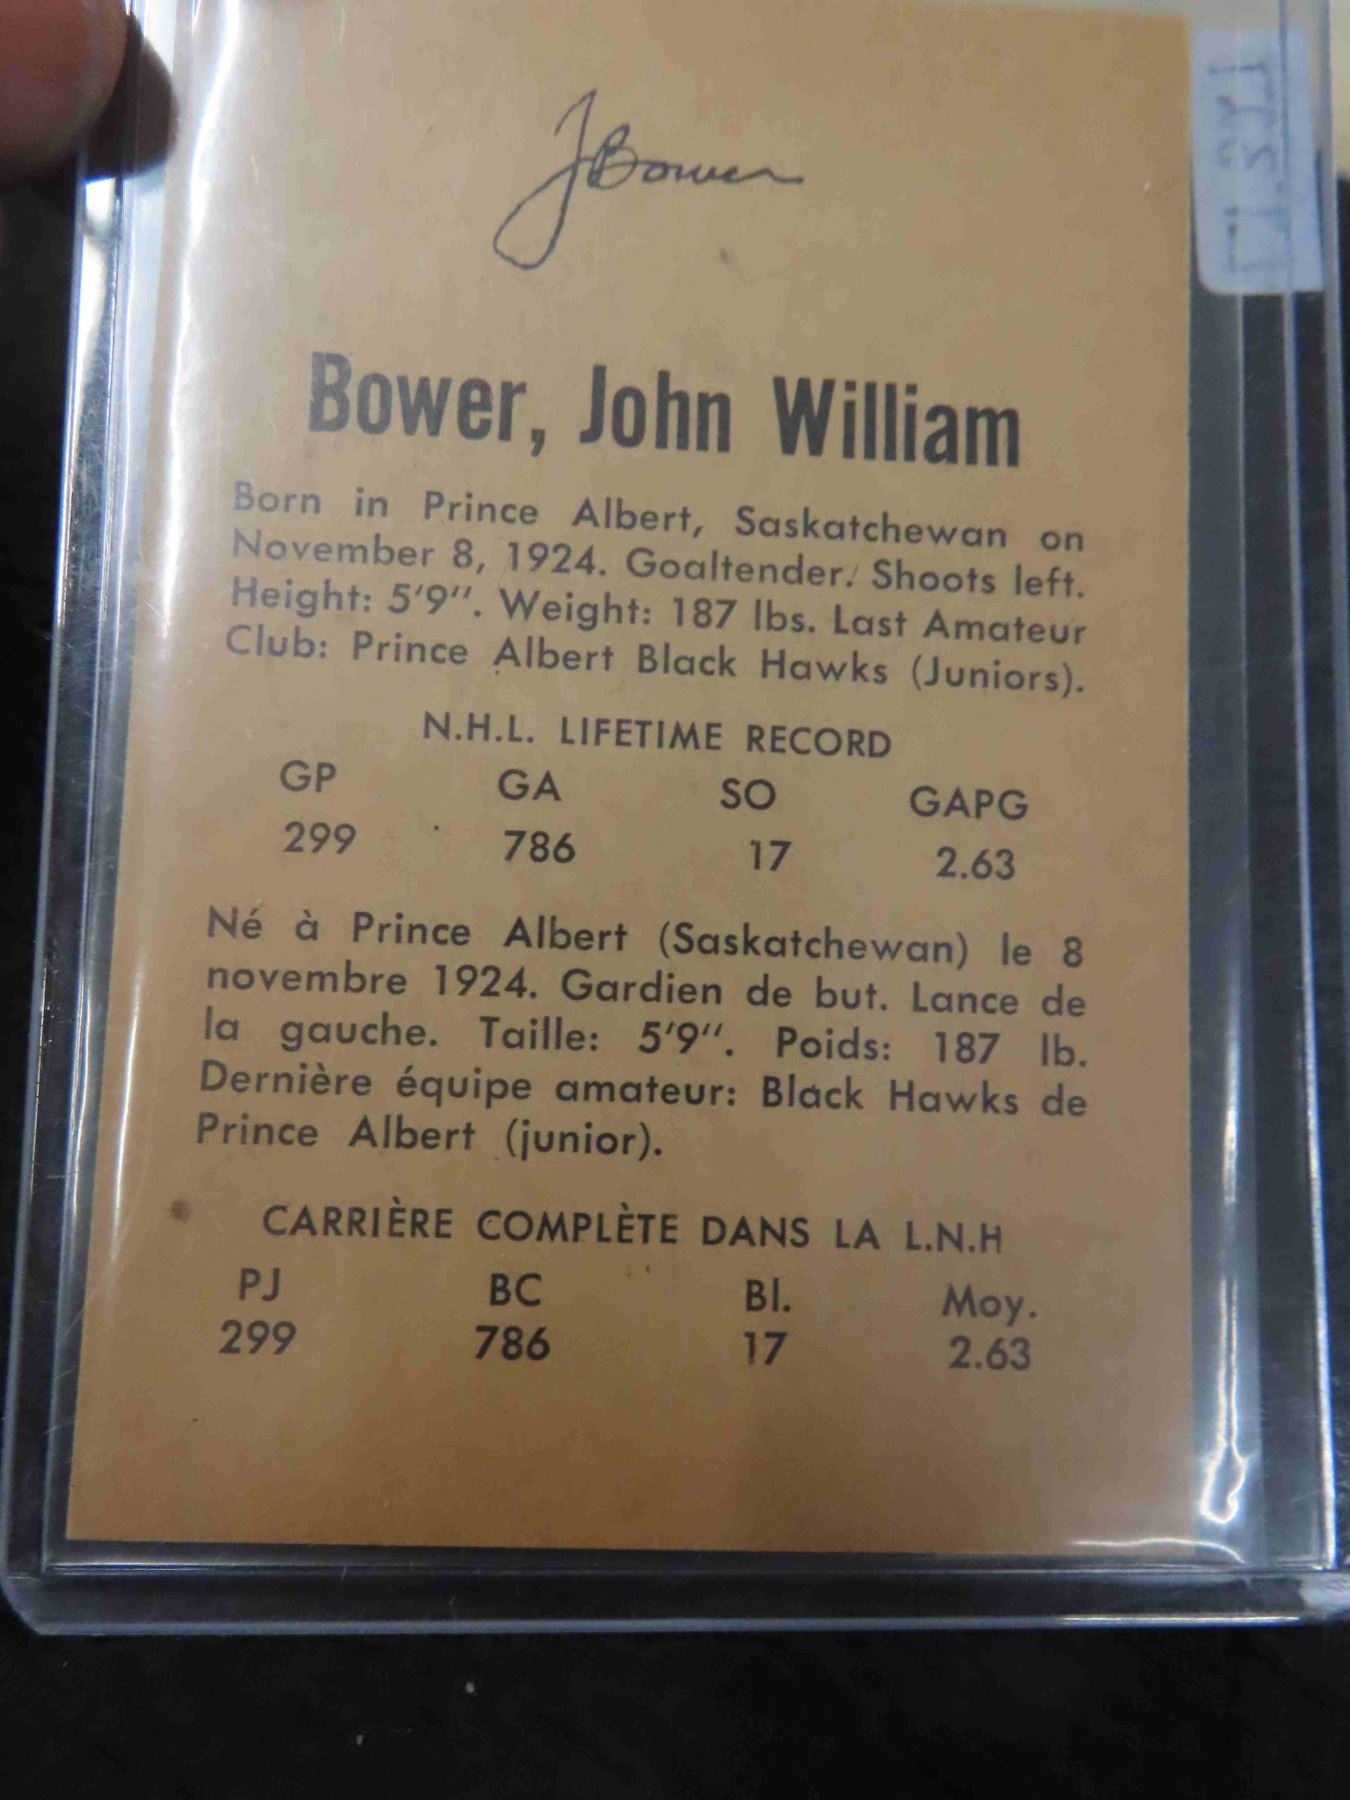 JBower
Bower, John William
Born in Prince Albert, Saskatchewan on
November 8, 1924. Goaltender. Shoots left.
Height: 5'9". Weight: 187 lbs. Last Amateur
Club: Prince Albert Black Hawks (Juniors).
N.H.L. LIFETIME RECORD
GP GA SO GAPG
299 786 17 2.63
Né à Prince Albert (Saskatchewan) le 8
novembre 1924. Gardien de but. Lance de
la gauche. Taille: 5'9". Poids: 187 lb.
Dernière équipe amateur: Black Hawks de
Prince Albert (junior).
CARRIÈRE COMPLÈTE DANS LA L.N.H
PJ BC Bl. Moy.
299 786 17 2.63